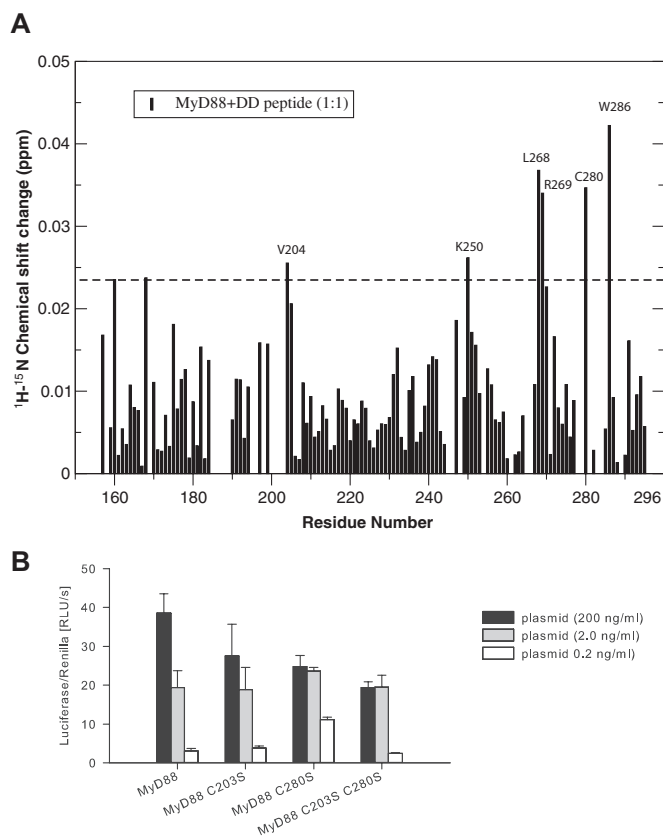 A
0.05
0.04
0.03
0.02
0.01
0
MyD88+DD peptide (1:1)
W286
L268
R269
C280
V204
K250
¹H-¹⁵N Chemical shift change (ppm)
160 180 200 220 240 260 280 296
Residue Number
B
50
40
30
20
10
0
Luciferase/Renilla [RLU/s]
plasmid (200 ng/ml)
plasmid (2.0 ng/ml)
plasmid 0.2 ng/ml)
MyD88
MyD88 C203S
MyD88 C280S
MyD88 C203S C280S